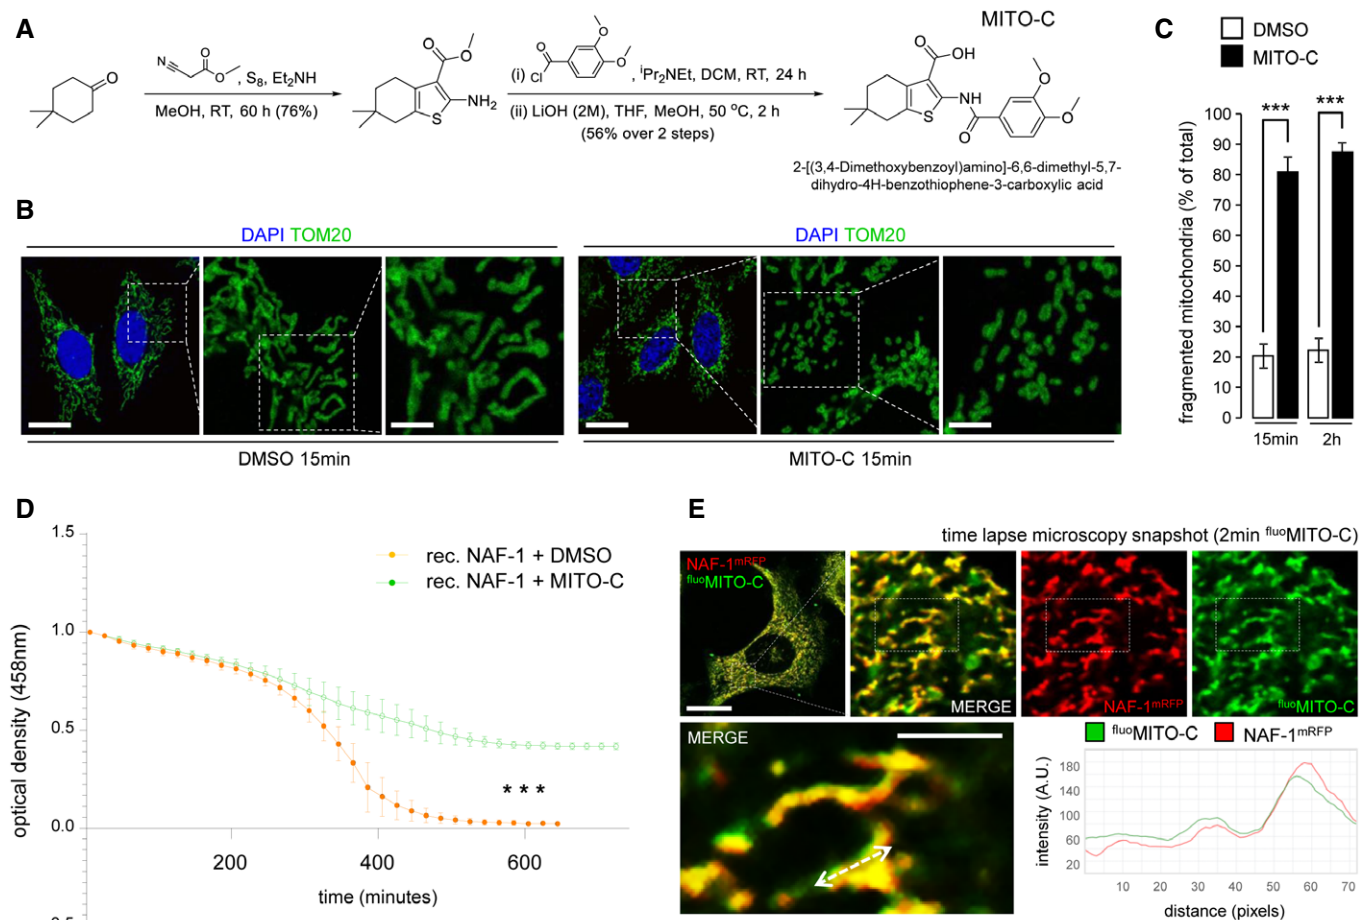 A
MITO-C
N
O
O
, S8, Et2NH
MeOH, RT, 60 h (76%)
O
O
O
S
NH2
(i)
O
Cl
O
O
, iPr2NEt, DCM, RT, 24 h
(ii) LiOH (2M), THF, MeOH, 50 oC, 2 h
(56% over 2 steps)
O
OH
S
NH
O
O
O
2-[(3,4-Dimethoxybenzoyl)amino]-6,6-dimethyl-5,7-
dihydro-4H-benzothiophene-3-carboxylic acid
B
DAPI TOM20
DAPI TOM20
DMSO 15min
MITO-C 15min
C
DMSO
MITO-C
fragmented mitochondria (% of total)
100
90
80
70
60
50
40
30
20
10
0
***
***
15min
2h
D
optical density (458nm)
1.5
1.0
0.5
0.0
rec. NAF-1 + DMSO
rec. NAF-1 + MITO-C
***
200
400
600
time (minutes)
E
time lapse microscopy snapshot (2min fluoMITO-C)
NAF-1mRFP
fluoMITO-C
MERGE
NAF-1mRFP
fluoMITO-C
MERGE
fluoMITO-C
NAF-1mRFP
intensity (A.U.)
180
140
100
60
20
10
20
30
40
50
60
70
distance (pixels)